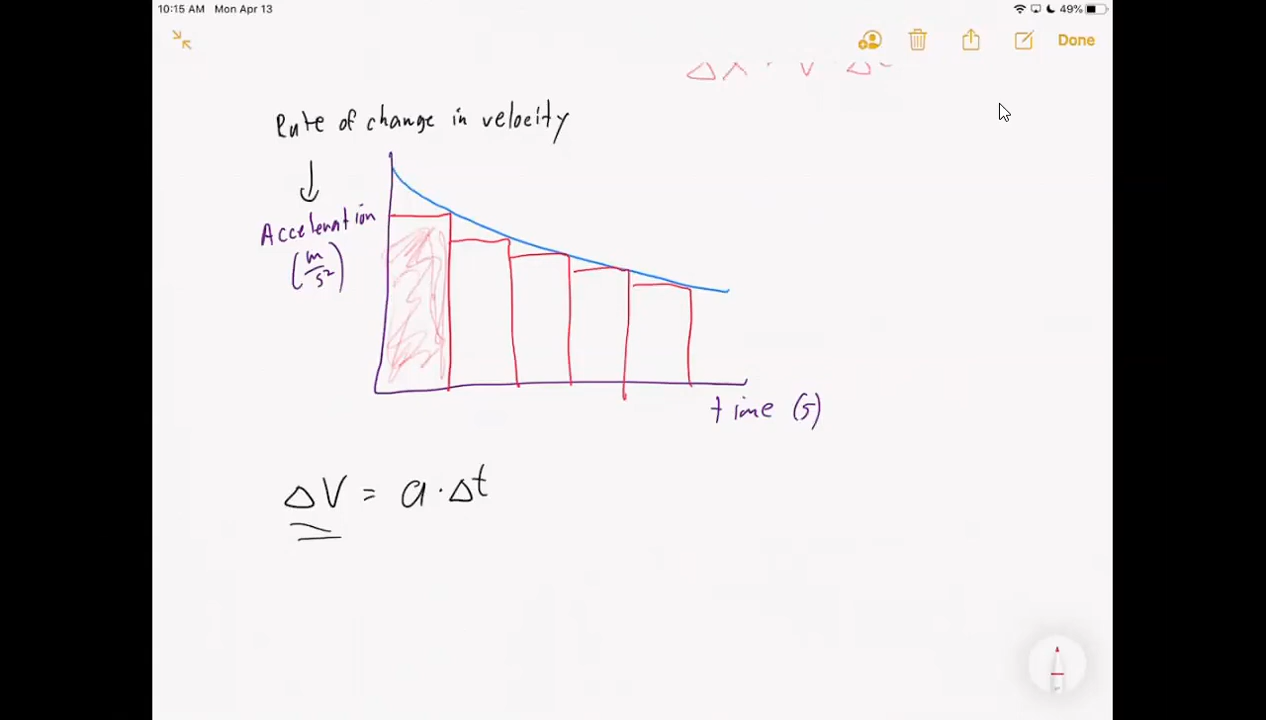 10:15 AM Mon Apr 13
49%
Done
Rate of change in velocity
Acceleration
(m/s²)
time (s)
ΔV = a·Δt